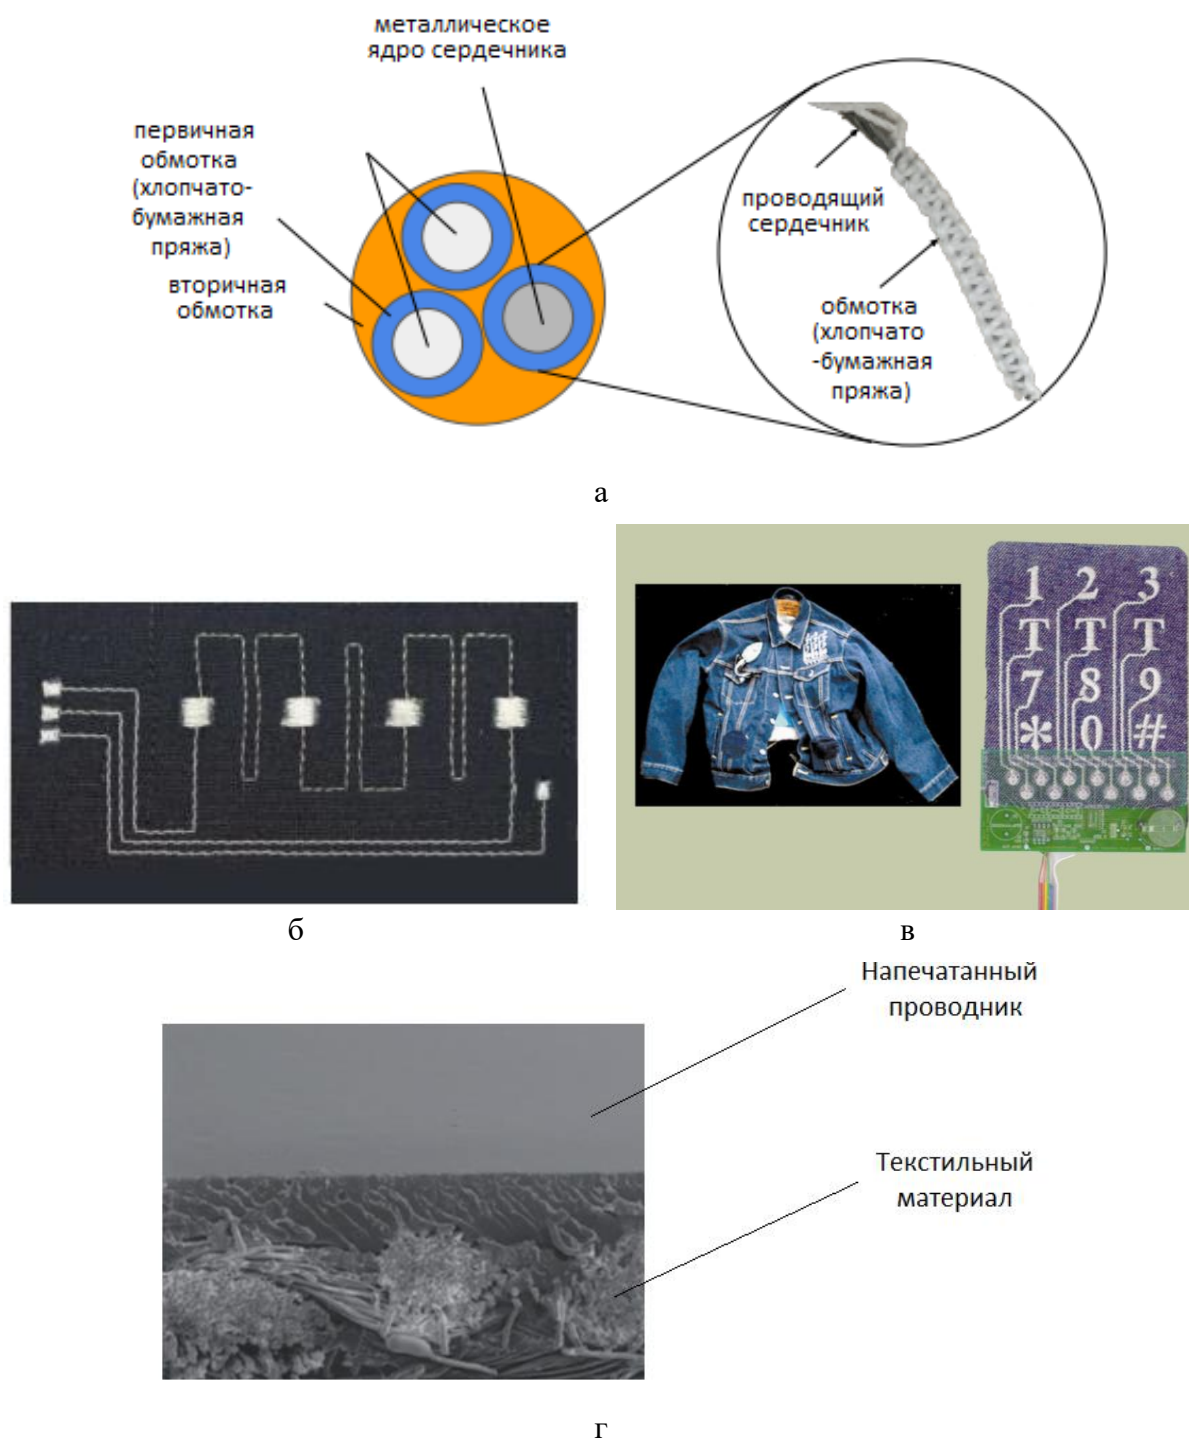 металлическое
ядро сердечника
первичная
обмотка
(хлопчато-
бумажная
пряжа)
вторичная
обмотка
проводящий
сердечник
обмотка
(хлопчато
-бумажная
пряжа)
а
1 2 3
T T T
7 8 9
* 0 #
б
в
Напечатанный
проводник
Текстильный
материал
г